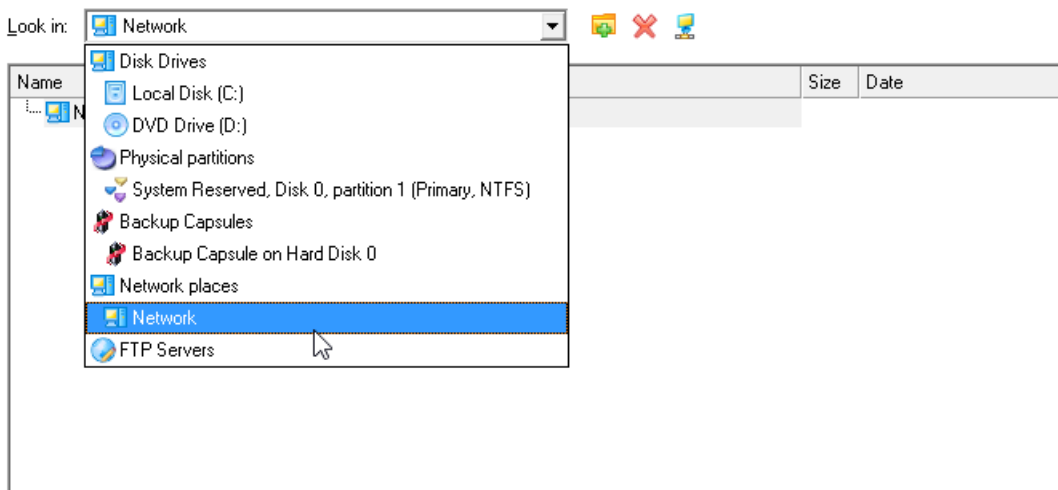 Look in: Network
Name Size Date
N
Disk Drives
Local Disk (C:)
DVD Drive (D:)
Physical partitions
System Reserved, Disk 0, partition 1 (Primary, NTFS)
Backup Capsules
Backup Capsule on Hard Disk 0
Network places
Network
FTP Servers